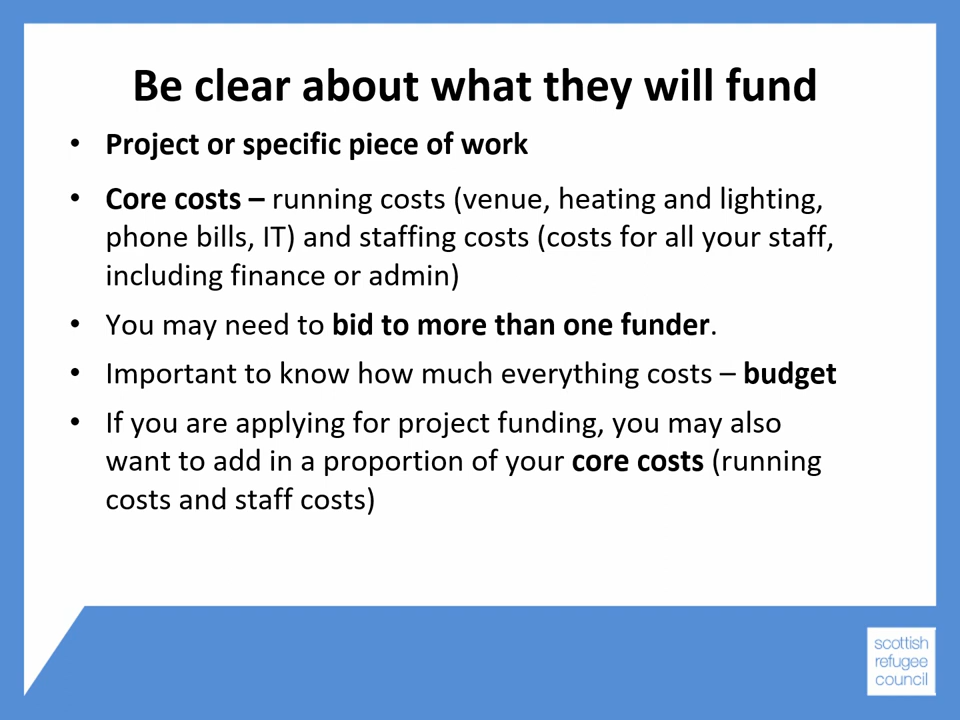 Be clear about what they will fund
• Project or specific piece of work
• Core costs – running costs (venue, heating and lighting,
phone bills, IT) and staffing costs (costs for all your staff,
including finance or admin)
• You may need to bid to more than one funder.
• Important to know how much everything costs – budget
• If you are applying for project funding, you may also
want to add in a proportion of your core costs (running
costs and staff costs)
scottish
refugee
council